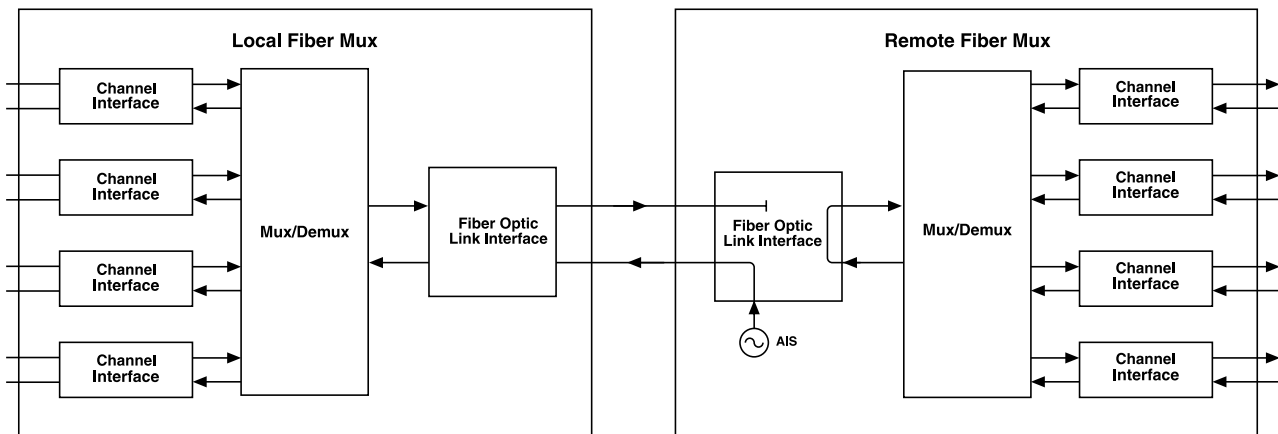 Local Fiber Mux
Channel
Interface
Channel
Interface
Channel
Interface
Channel
Interface
Mux/Demux
Fiber Optic
Link Interface
Remote Fiber Mux
Fiber Optic
Link Interface
AIS
Mux/Demux
Channel
Interface
Channel
Interface
Channel
Interface
Channel
Interface